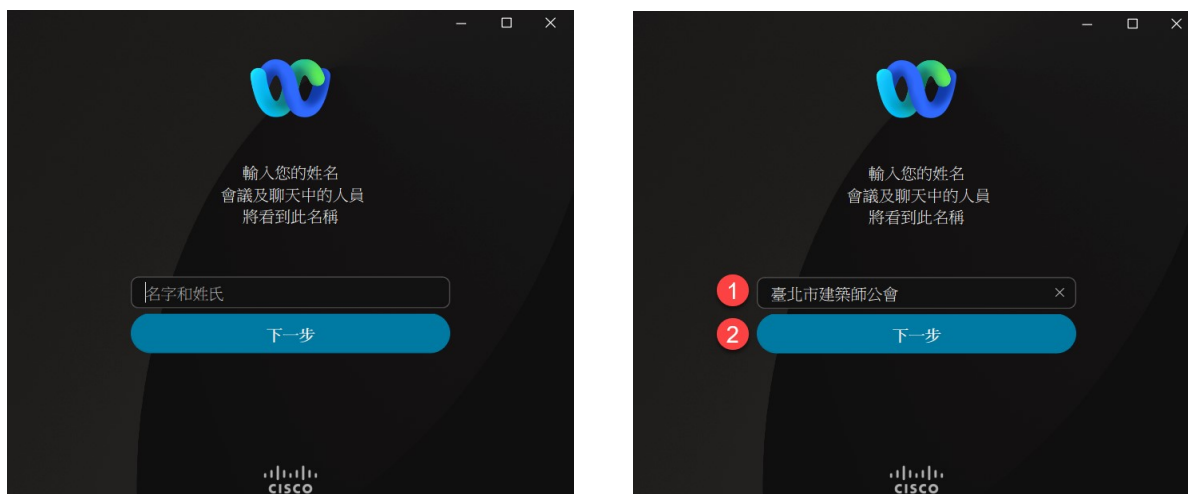 輸入您的姓名
會議及聊天中的人員
將看到此名稱
名字和姓氏
下一步
CISCO
輸入您的姓名
會議及聊天中的人員
將看到此名稱
1 臺北市建築師公會
2 下一步
CISCO